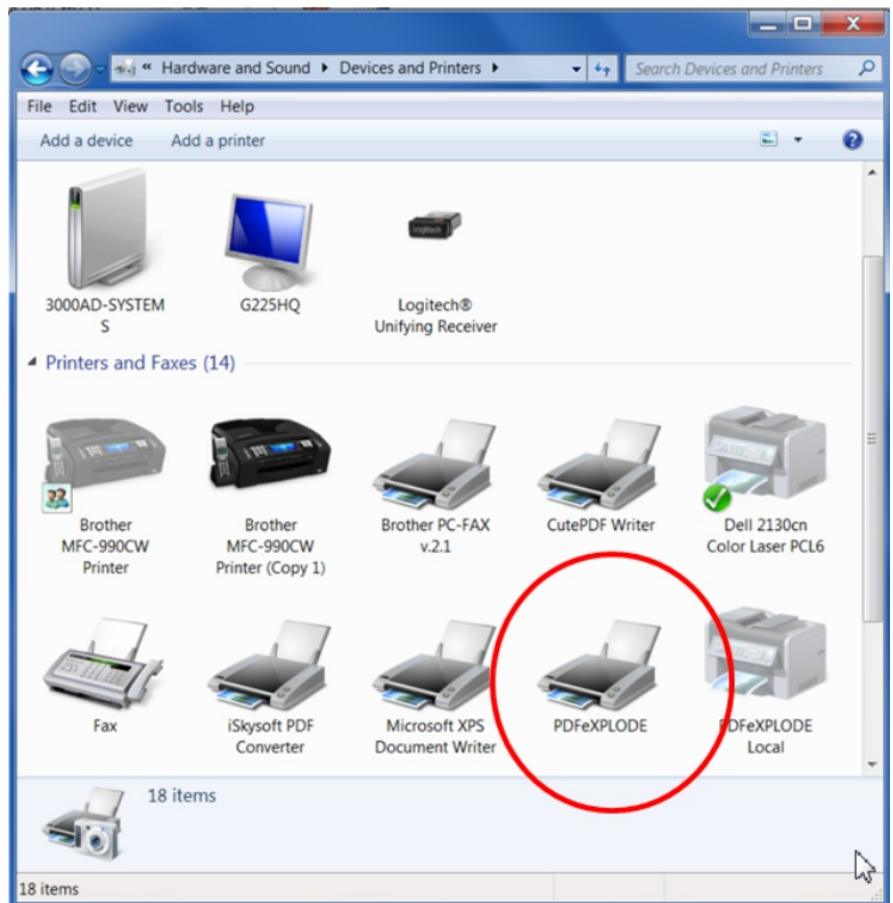 « Hardware and Sound ▸ Devices and Printers ▸ Search Devices and Printers
File Edit View Tools Help
Add a device Add a printer
Logitech
3000AD-SYSTEM
S
G225HQ
Logitech®
Unifying Receiver
Printers and Faxes (14)
Brother
MFC-990CW
Printer
Brother
MFC-990CW
Printer (Copy 1)
Brother PC-FAX
v.2.1
CutePDF Writer
Dell 2130cn
Color Laser PCL6
Fax
iSkysoft PDF
Converter
Microsoft XPS
Document Writer
PDFeXPLODE
PDFeXPLODE
Local
18 items
18 items